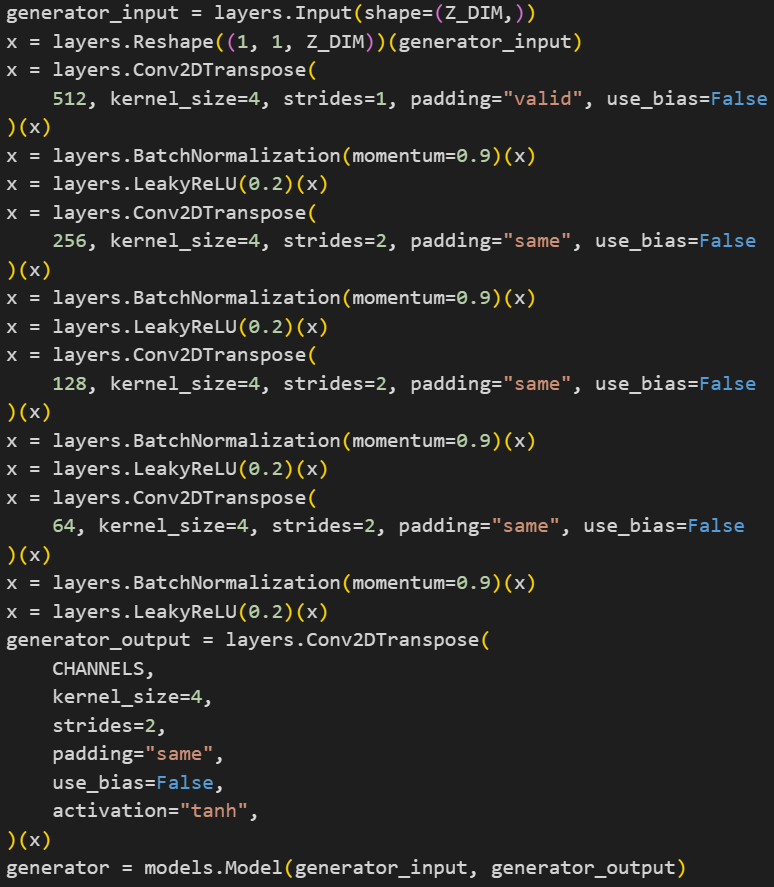 generator_input = layers.Input(shape=(Z_DIM,))
x = layers.Reshape((1, 1, Z_DIM))(generator_input)
x = layers.Conv2DTranspose(
    512, kernel_size=4, strides=1, padding="valid", use_bias=False
)(x)
x = layers.BatchNormalization(momentum=0.9)(x)
x = layers.LeakyReLU(0.2)(x)
x = layers.Conv2DTranspose(
    256, kernel_size=4, strides=2, padding="same", use_bias=False
)(x)
x = layers.BatchNormalization(momentum=0.9)(x)
x = layers.LeakyReLU(0.2)(x)
x = layers.Conv2DTranspose(
    128, kernel_size=4, strides=2, padding="same", use_bias=False
)(x)
x = layers.BatchNormalization(momentum=0.9)(x)
x = layers.LeakyReLU(0.2)(x)
x = layers.Conv2DTranspose(
    64, kernel_size=4, strides=2, padding="same", use_bias=False
)(x)
x = layers.BatchNormalization(momentum=0.9)(x)
x = layers.LeakyReLU(0.2)(x)
generator_output = layers.Conv2DTranspose(
    CHANNELS,
    kernel_size=4,
    strides=2,
    padding="same",
    use_bias=False,
    activation="tanh",
)(x)
generator = models.Model(generator_input, generator_output)